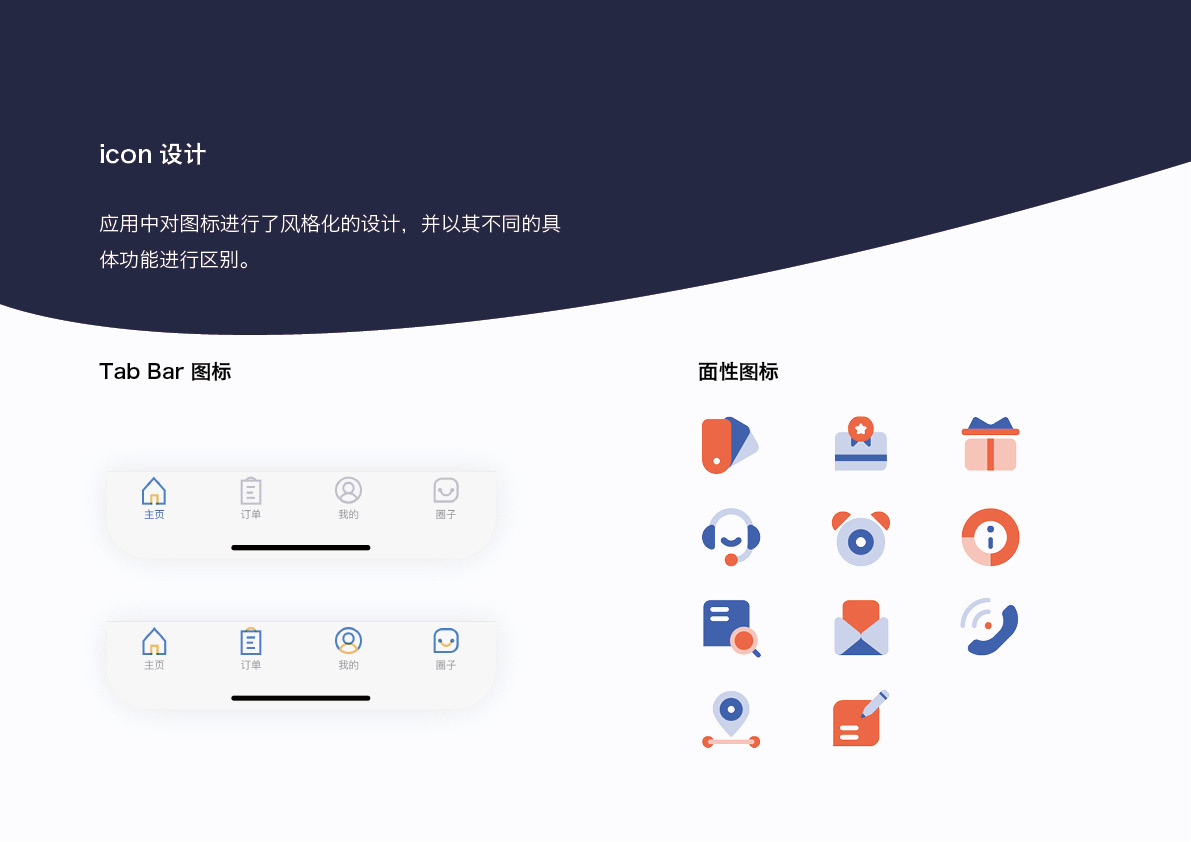 icon 设计
应用中对图标进行了风格化的设计，并以其不同的具
体功能进行区别。
Tab Bar 图标
面性图标
主页 订单 我的 圈子
主页 订单 我的 圈子